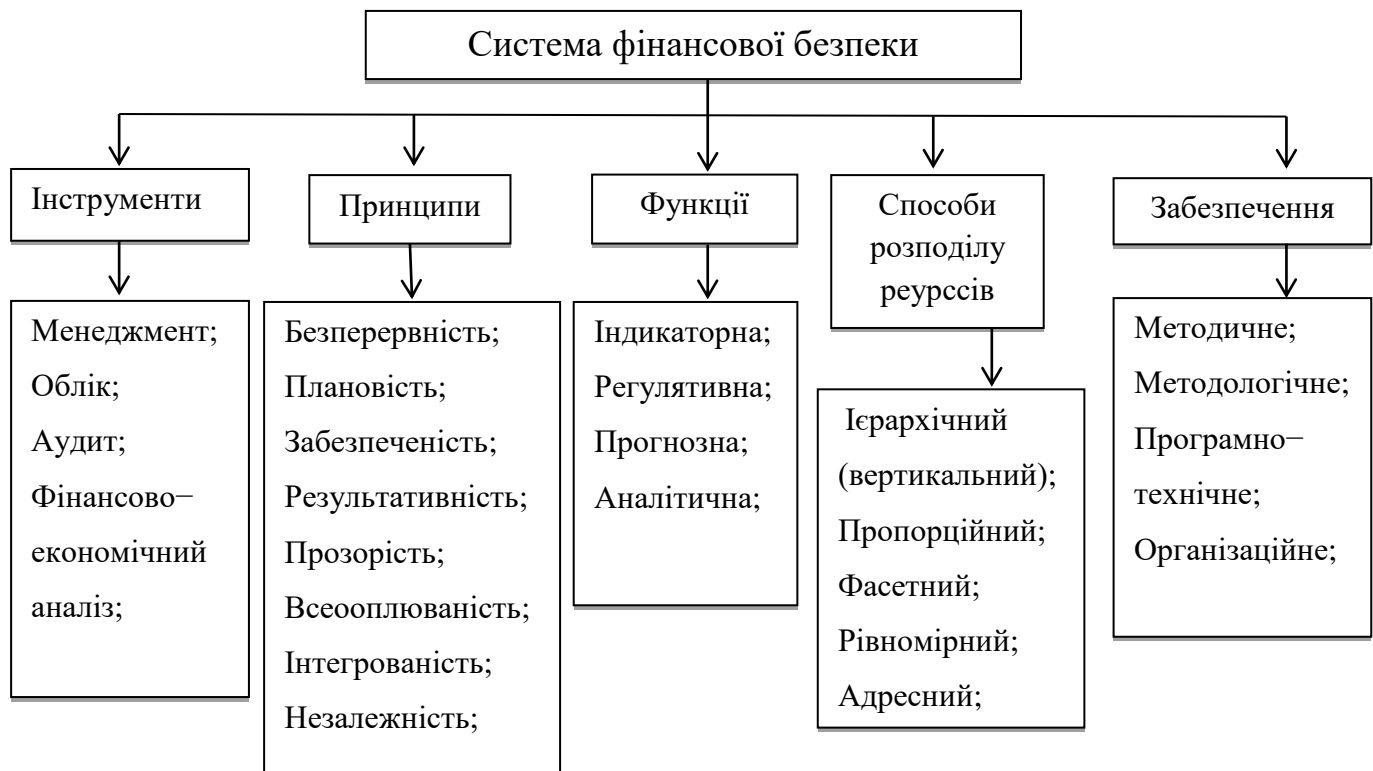 Система фінансової безпеки
Інструменти
Принципи
Функції
Способи
розподілу
реурссів
Забезпечення
Менеджмент;
Облік;
Аудит;
Фінансово−
економічний
аналіз;
Безперервність;
Плановість;
Забезпеченість;
Результативність;
Прозорість;
Всеооплюваність;
Інтегрованість;
Незалежність;
Індикаторна;
Регулятивна;
Прогнозна;
Аналітична;
Ієрархічний
(вертикальний);
Пропорційний;
Фасетний;
Рівномірний;
Адресний;
Методичне;
Методологічне;
Програмно−
технічне;
Організаційне;